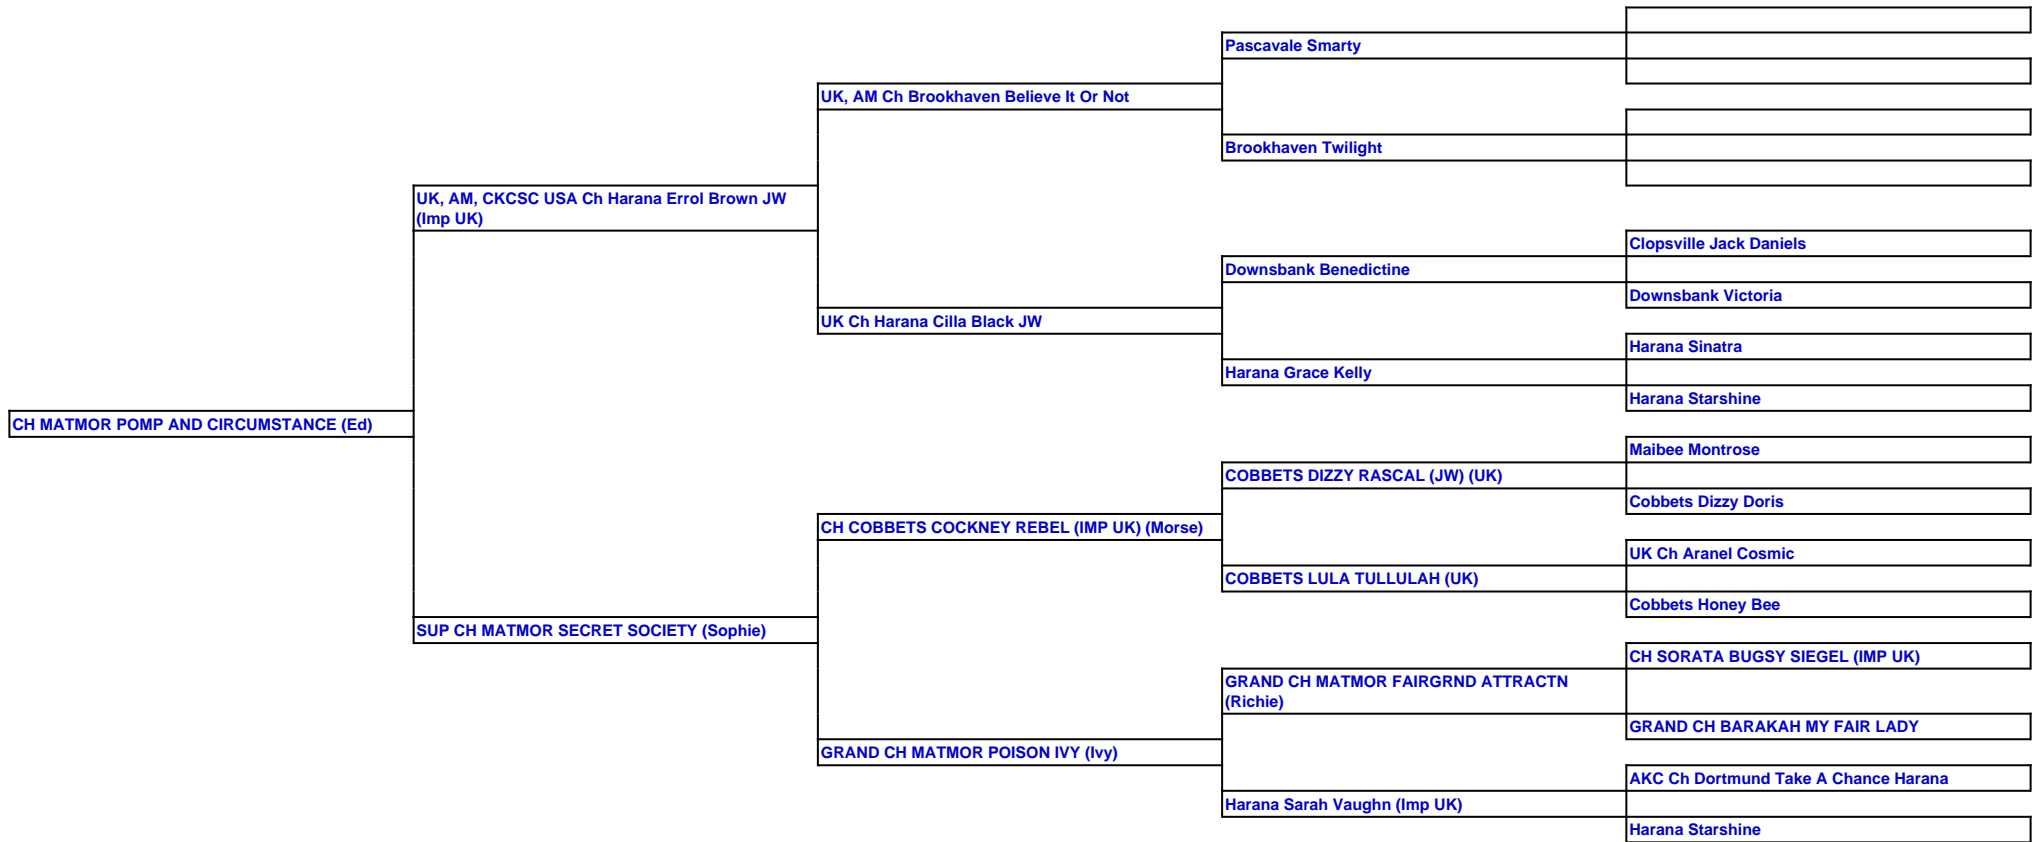 Pascavale Smarty
UK, AM Ch Brookhaven Believe It Or Not
Brookhaven Twilight
UK, AM, CKCSC USA Ch Harana Errol Brown JW
(Imp UK)
Clopsville Jack Daniels
Downsbank Benedictine
Downsbank Victoria
UK Ch Harana Cilla Black JW
Harana Sinatra
Harana Grace Kelly
Harana Starshine
CH MATMOR POMP AND CIRCUMSTANCE (Ed)
Maibee Montrose
COBBETS DIZZY RASCAL (JW) (UK)
Cobbets Dizzy Doris
CH COBBETS COCKNEY REBEL (IMP UK) (Morse)
UK Ch Aranel Cosmic
COBBETS LULA TULLULAH (UK)
Cobbets Honey Bee
SUP CH MATMOR SECRET SOCIETY (Sophie)
CH SORATA BUGSY SIEGEL (IMP UK)
GRAND CH MATMOR FAIRGRND ATTRACTN
(Richie)
GRAND CH BARAKAH MY FAIR LADY
GRAND CH MATMOR POISON IVY (Ivy)
AKC Ch Dortmund Take A Chance Harana
Harana Sarah Vaughn (Imp UK)
Harana Starshine